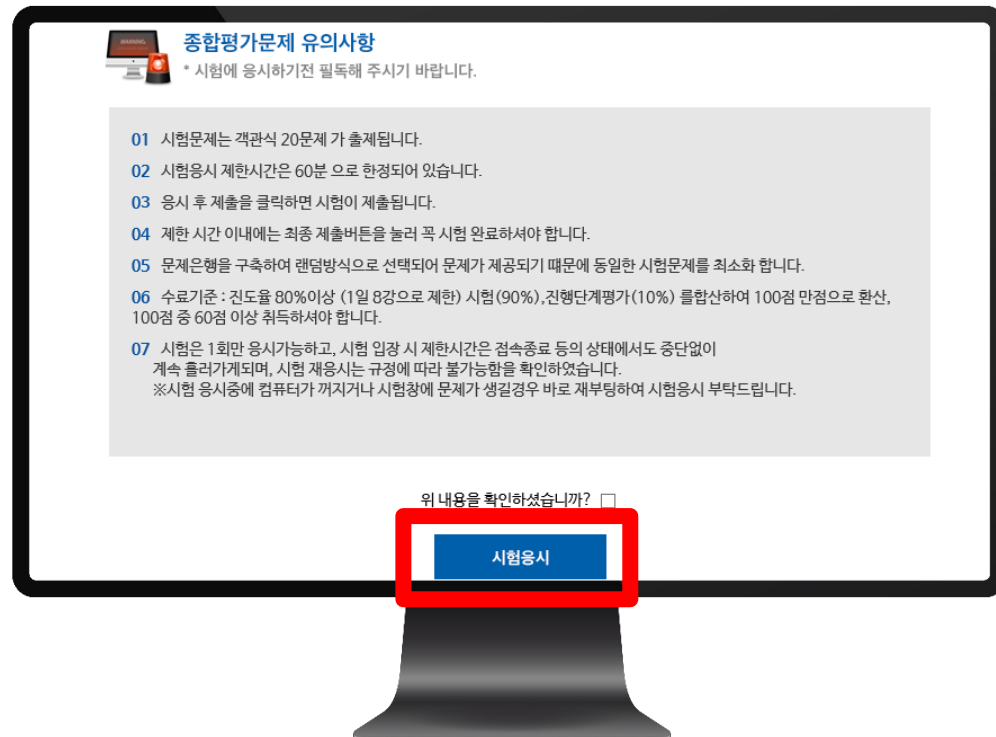 WARNING
종합평가문제 유의사항
* 시험에 응시하기전 필독해 주시기 바랍니다.
01 시험문제는 객관식 20문제 가 출제됩니다.
02 시험응시 제한시간은 60분 으로 한정되어 있습니다.
03 응시 후 제출을 클릭하면 시험이 제출됩니다.
04 제한 시간 이내에는 최종 제출버튼을 눌러 꼭 시험 완료하셔야 합니다.
05 문제은행을 구축하여 랜덤방식으로 선택되어 문제가 제공되기 떄문에 동일한 시험문제를 최소화 합니다.
06 수료기준 : 진도율 80%이상 (1일 8강으로 제한) 시험(90%),진행단계평가(10%) 를합산하여 100점 만점으로 환산,
100점 중 60점 이상 취득하셔야 합니다.
07 시험은 1회만 응시가능하고, 시험 입장 시 제한시간은 접속종료 등의 상태에서도 중단없이
계속 흘러가게되며, 시험 재응시는 규정에 따라 불가능함을 확인하였습니다.
※시험 응시중에 컴퓨터가 꺼지거나 시험창에 문제가 생길경우 바로 재부팅하여 시험응시 부탁드립니다.
위 내용을 확인하셨습니까?
시험응시